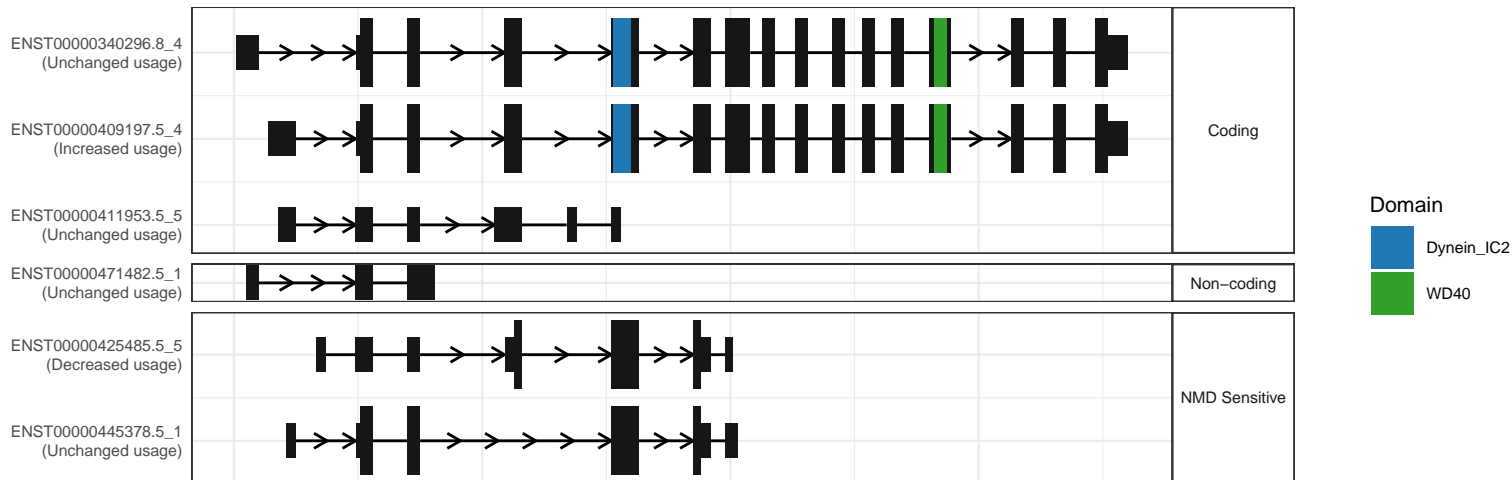 ENST00000340296.8_4
(Unchanged usage)
ENST00000409197.5_4
(Increased usage)
ENST00000411953.5_5
(Unchanged usage)
Coding
ENST00000471482.5_1
(Unchanged usage)
Non−coding
ENST00000425485.5_5
(Decreased usage)
ENST00000445378.5_1
(Unchanged usage)
NMD Sensitive
Domain
Dynein_IC2
WD40